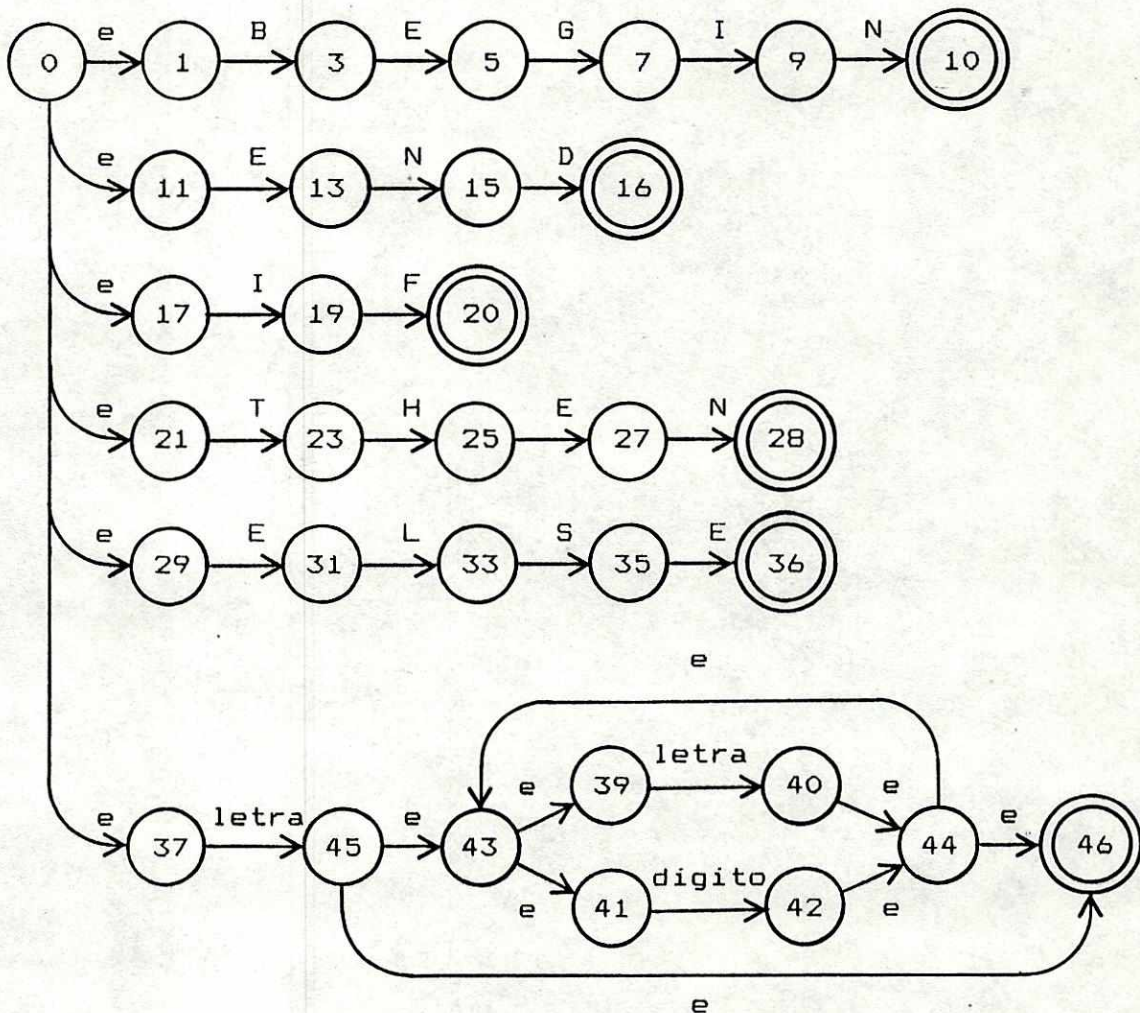 e B E G I N
0 1 3 5 7 9 10
e E N D
11 13 15 16
e I F
17 19 20
e T H E N
21 23 25 27 28
e E L S E
29 31 33 35 36
e
letra
e 39 40 e
e letra e e
37 45 43 44 46
digito
e 41 42 e
e